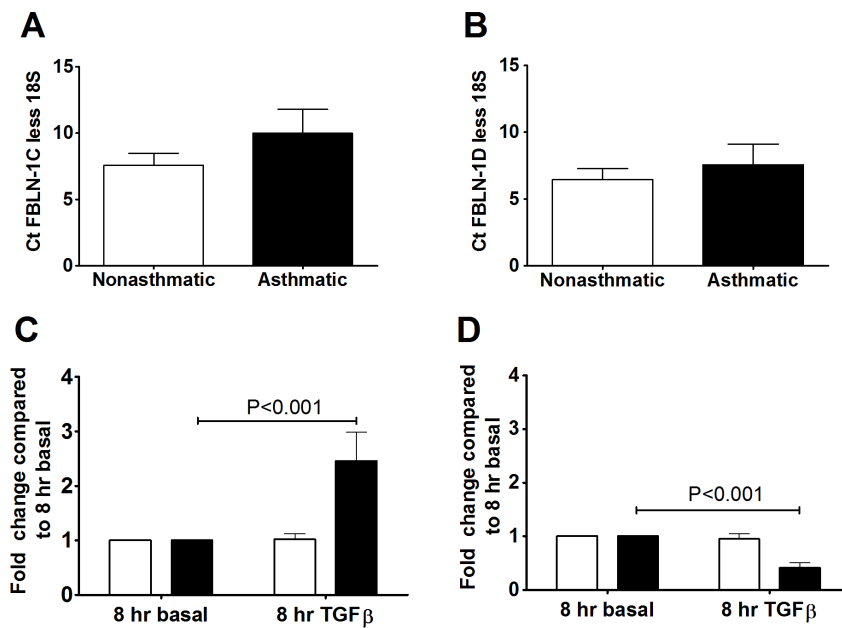 A
Ct FBLN-1C less 18S
15
10
5
0
Nonasthmatic Asthmatic
B
Ct FBLN-1D less 18S
15
10
5
0
Nonasthmatic Asthmatic
C
Fold change compared
to 8 hr basal
4
3
2
1
0
P<0.001
8 hr basal 8 hr TGFβ
D
Fold change compared
to 8 hr basal
4
3
2
1
0
P<0.001
8 hr basal 8 hr TGFβ